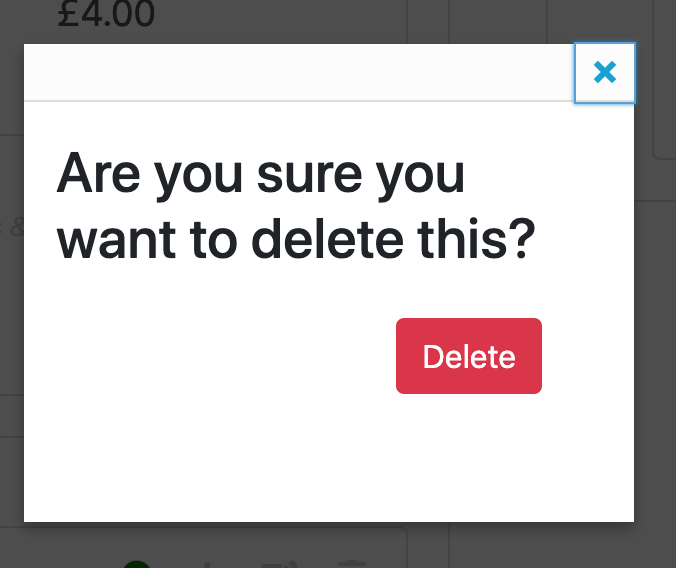 £4.00
Are you sure you
want to delete this?
Delete
&